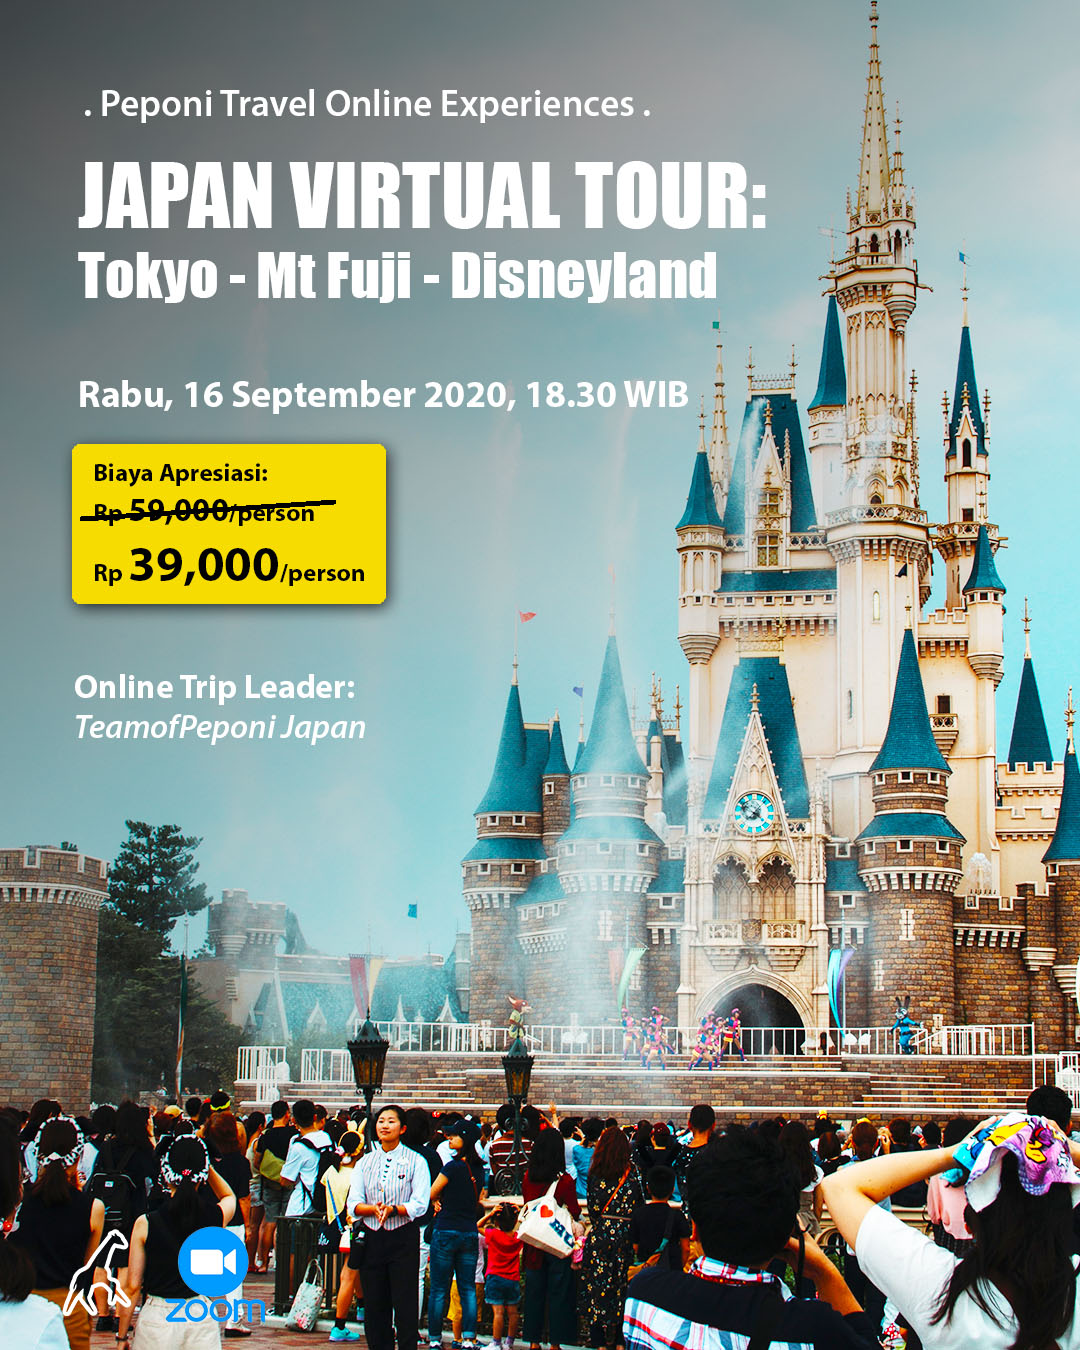 . Peponi Travel Online Experiences .
JAPAN VIRTUAL TOUR:
Tokyo - Mt Fuji - Disneyland
Rabu, 16 September 2020, 18.30 WIB
Biaya Apresiasi:
Rp 59,000/person
Rp 39,000/person
Online Trip Leader:
TeamofPeponi Japan
zoom